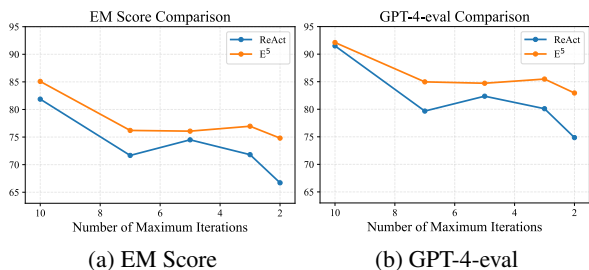 EM Score Comparison
95
90
85
80
75
70
65
10
8
6
4
2
Number of Maximum Iterations
ReAct
E⁵
(a) EM Score
GPT-4-eval Comparison
95
90
85
80
75
70
65
10
8
6
4
2
Number of Maximum Iterations
ReAct
E⁵
(b) GPT-4-eval